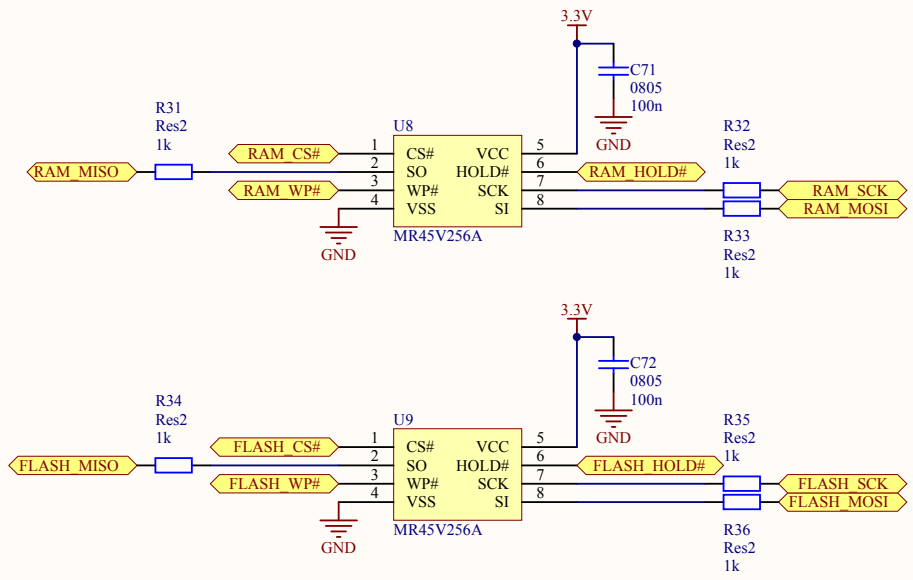 3.3V
C71
0805
100n
GND
R31
Res2
1k
U8
R32
Res2
1k
RAM_CS# 1 CS# VCC 5
RAM_MISO 2 SO HOLD# 6 RAM_HOLD#
RAM_WP# 3 WP# SCK 7 RAM_SCK
4 VSS SI 8 RAM_MOSI
GND
MR45V256A
R33
Res2
1k
3.3V
C72
0805
100n
GND
R34
Res2
1k
U9
R35
Res2
1k
FLASH_CS# 1 CS# VCC 5
FLASH_MISO 2 SO HOLD# 6 FLASH_HOLD#
FLASH_WP# 3 WP# SCK 7 FLASH_SCK
4 VSS SI 8 FLASH_MOSI
GND
MR45V256A
R36
Res2
1k